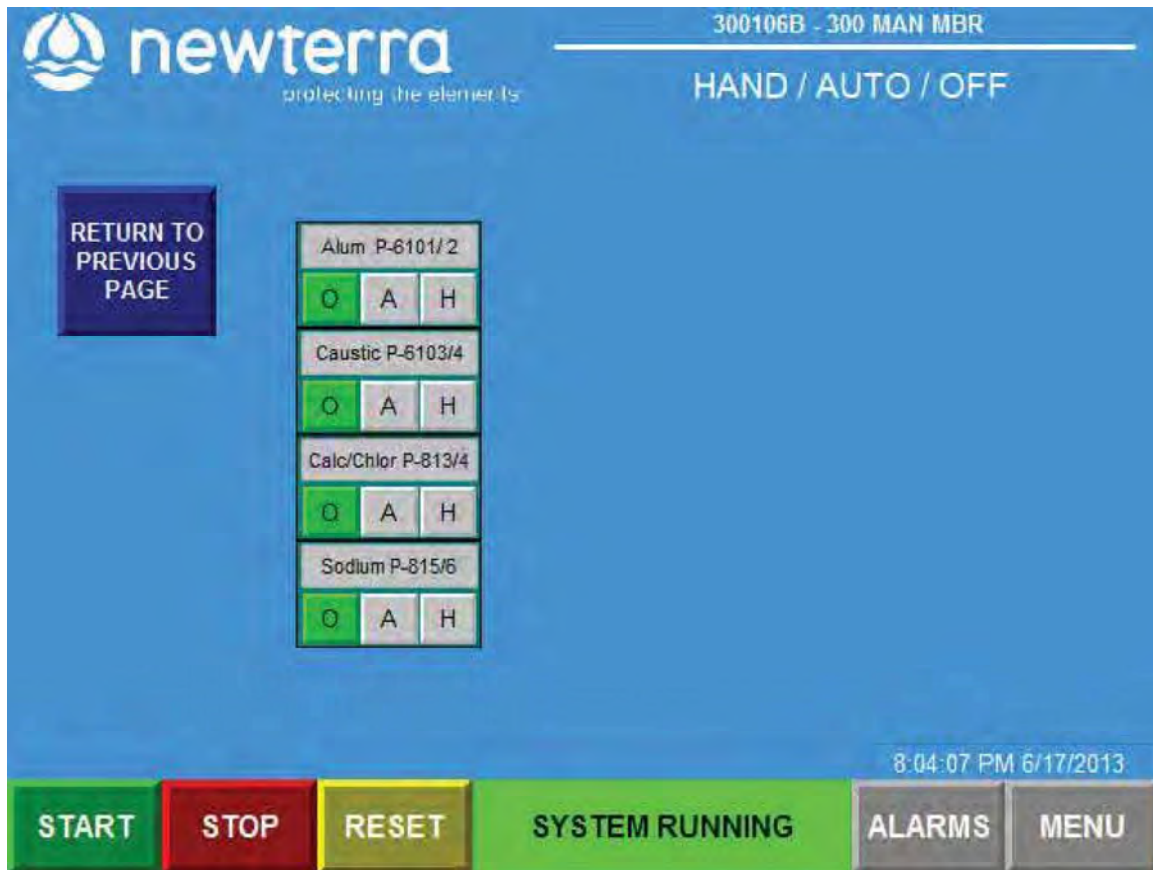 newterra
protecting the elements
300106B - 300 MAN MBR
HAND / AUTO / OFF
RETURN TO
PREVIOUS
PAGE
Alum P-6101/2
O A H
Caustic P-6103/4
O A H
Calc/Chlor P-813/4
O A H
Sodium P-815/6
O A H
8:04:07 PM 6/17/2013
START STOP RESET SYSTEM RUNNING ALARMS MENU